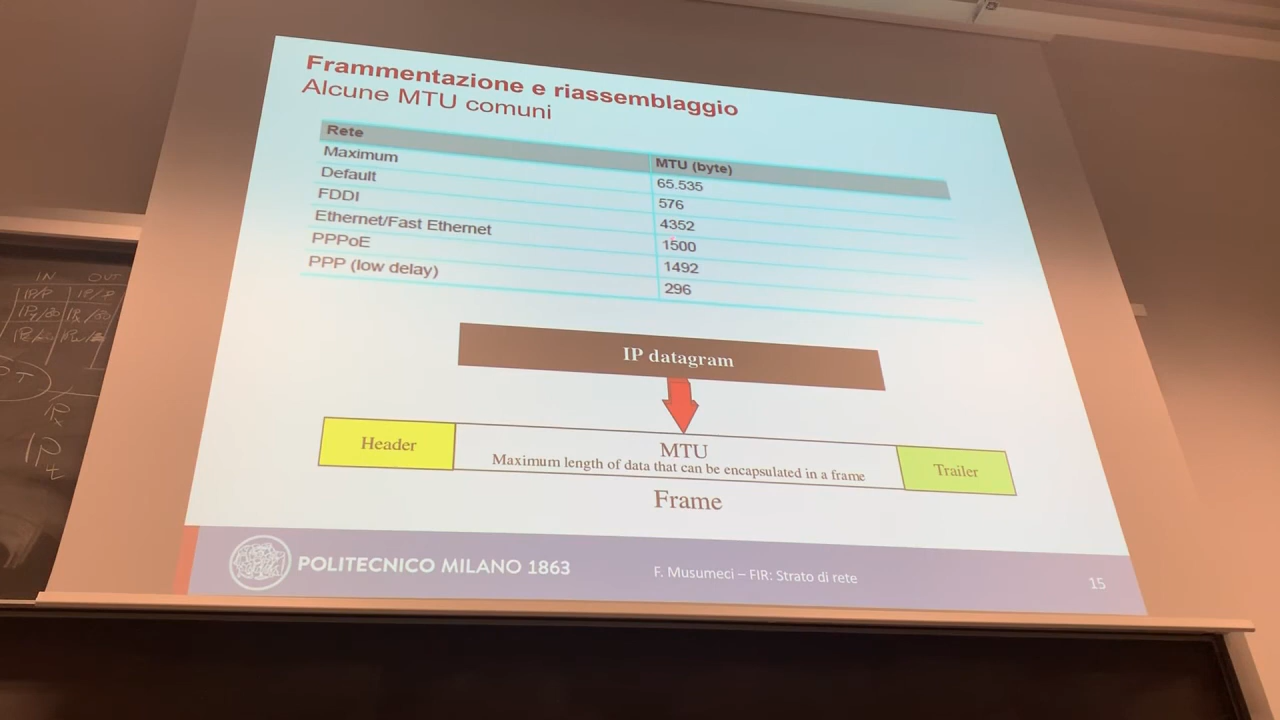 Frammentazione e riassemblaggio
Alcune MTU comuni
Rete MTU (byte)
Maximum 65.535
Default 576
FDDI 4352
Ethernet/Fast Ethernet 1500
PPPoE 1492
PPP (low delay) 296
IP datagram
Header
MTU
Maximum length of data that can be encapsulated in a frame
Trailer
Frame
POLITECNICO MILANO 1863
F. Musumeci – FIR: Strato di rete
15
IN OUT